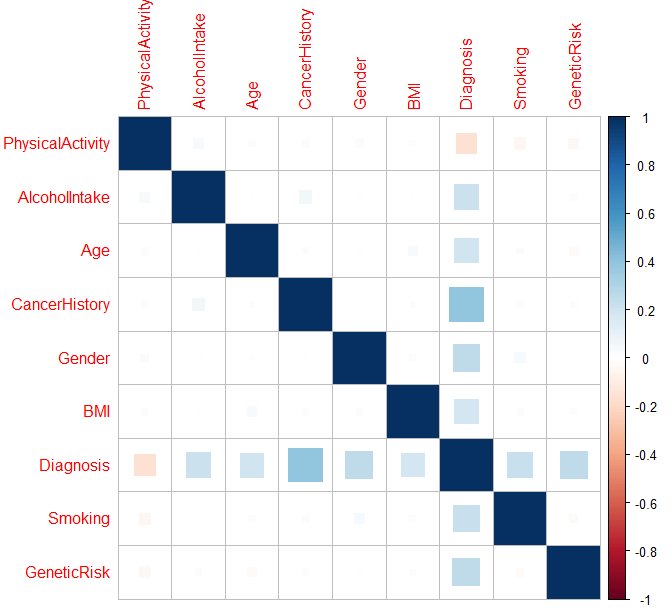 PhysicalActivity
AlcoholIntake
Age
CancerHistory
Gender
BMI
Diagnosis
Smoking
GeneticRisk
PhysicalActivity
AlcoholIntake
Age
CancerHistory
Gender
BMI
Diagnosis
Smoking
GeneticRisk
1
0.8
0.6
0.4
0.2
0
-0.2
-0.4
-0.6
-0.8
-1